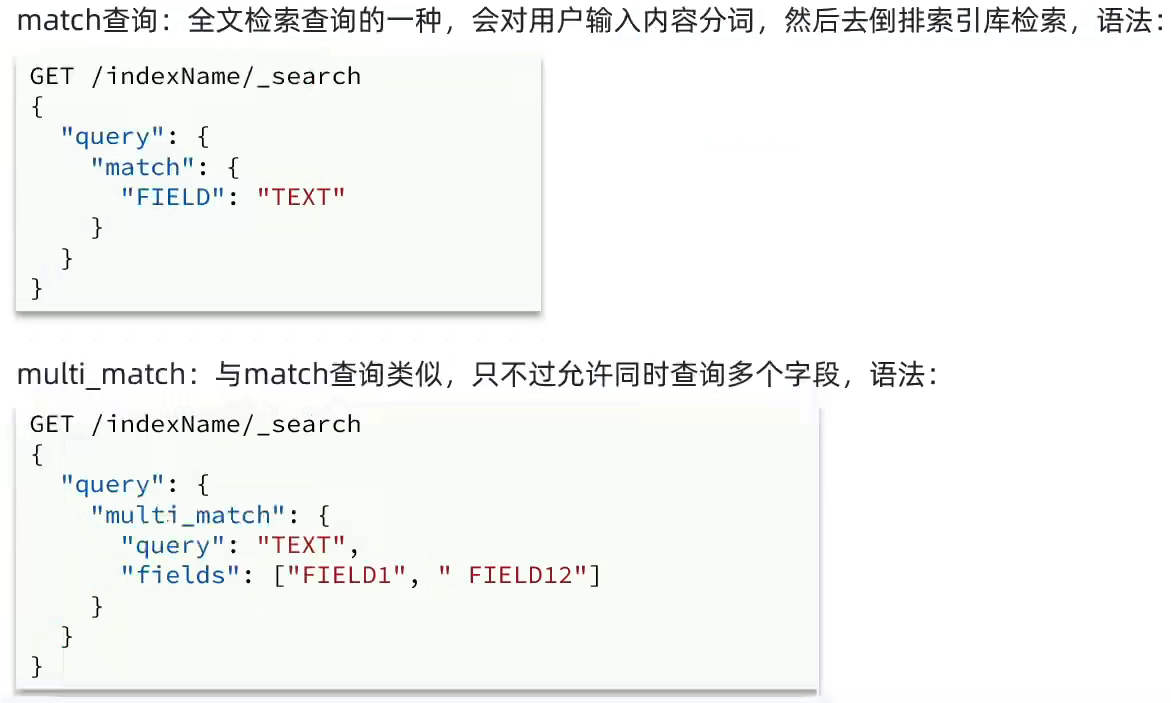 match查询：全文检索查询的一种，会对用户输入内容分词，然后去倒排索引库检索，语法：
GET /indexName/_search
{
  "query": {
    "match": {
      "FIELD": "TEXT"
    }
  }
}
multi_match：与match查询类似，只不过允许同时查询多个字段，语法：
GET /indexName/_search
{
  "query": {
    "multi_match": {
      "query": "TEXT",
      "fields": ["FIELD1", " FIELD12"]
    }
  }
}